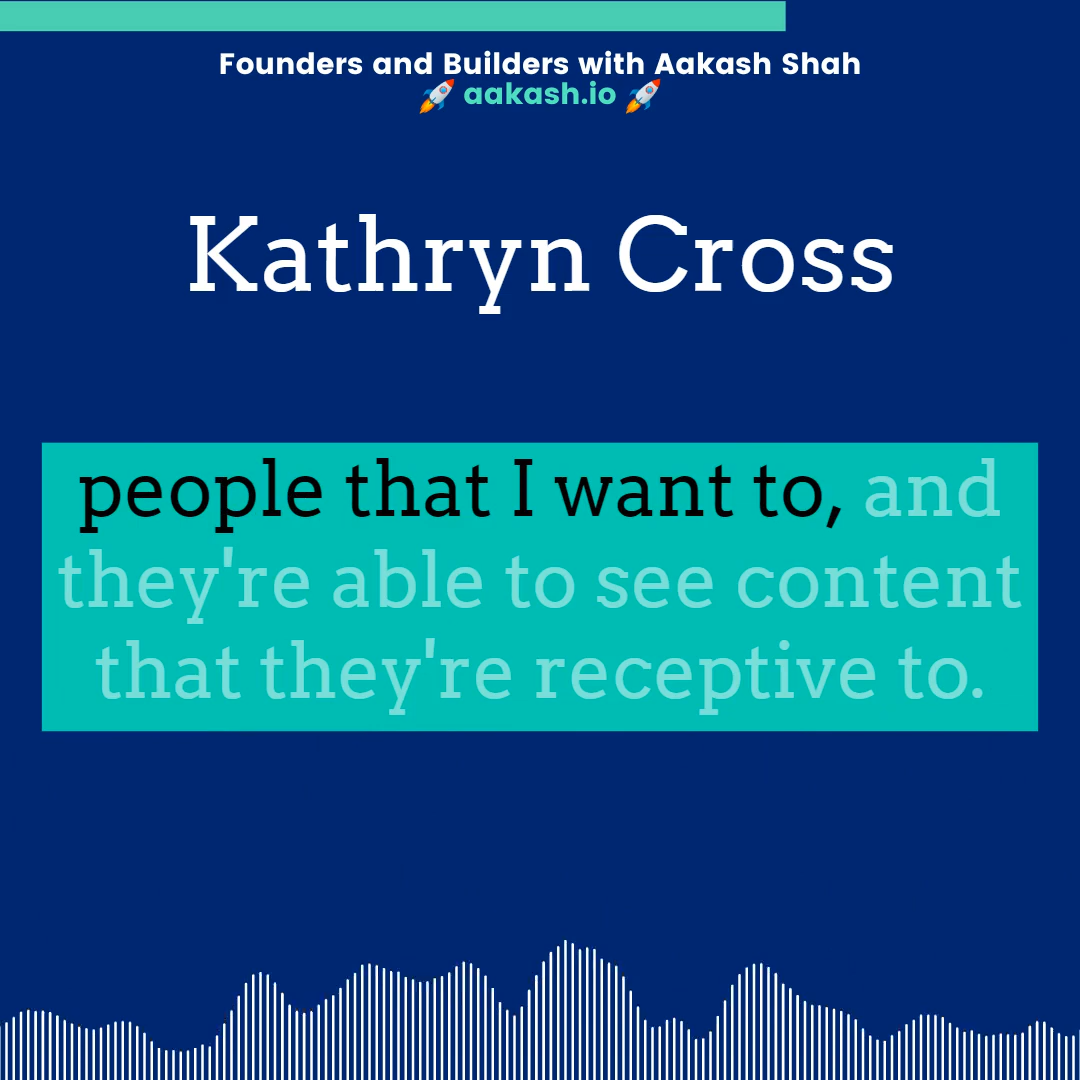 Founders and Builders with Aakash Shah
🚀 aakash.io 🚀
Kathryn Cross
people that I want to, and
they're able to see content
that they're receptive to.